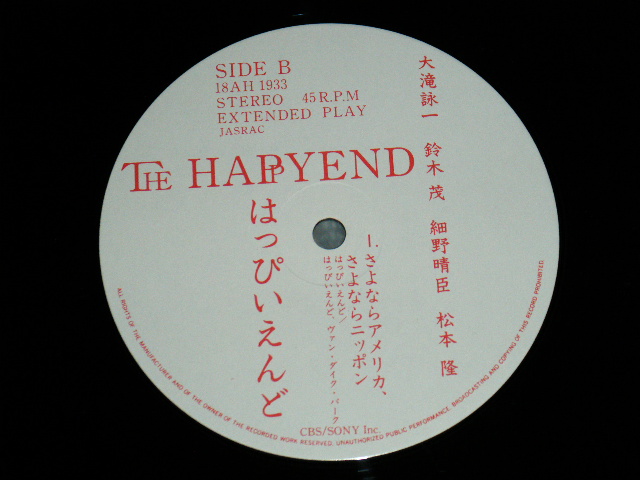 SIDE B
18AH 1933
STEREO 45 R.P.M
EXTENDED PLAY
JASRAC
THE HAPPYEND
はっぴいえんど
大滝詠一 鈴木茂 細野晴臣 松本隆
1. さよならアメリカ、
さよならニッポン
はっぴいえんど/
はっぴいえんど、ヴァン・ダイク・パーク
CBS/SONY Inc.
ALL RIGHTS OF THE MANUFACTURER AND OF THE OWNER OF THE RECORDED WORK RESERVED. UNAUTHORIZED PUBLIC PERFORMANCE, BROADCASTING AND COPYING OF THIS RECORD PROHIBITED.